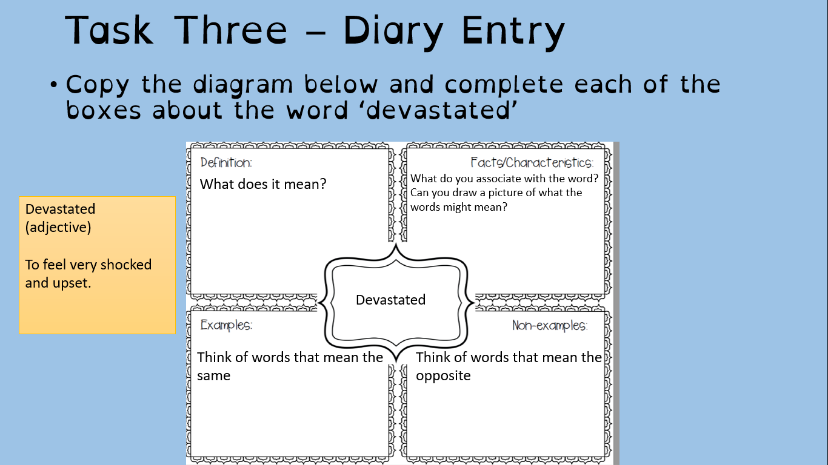 Task Three – Diary Entry
• Copy the diagram below and complete each of the
boxes about the word ‘devastated’
Devastated
(adjective)
To feel very shocked
and upset.
Definition:
What does it mean?
Facts/Characteristics:
What do you associate with the word?
Can you draw a picture of what the
words might mean?
Devastated
Examples:
Think of words that mean the
same
Non-examples:
Think of words that mean the
opposite